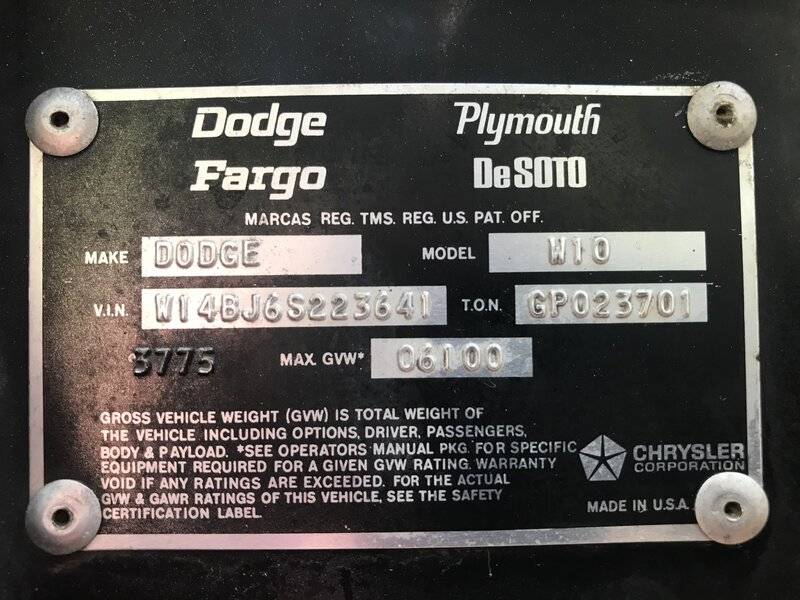 Dodge Plymouth
Fargo DeSOTO
MARCAS REG. TMS. REG. U.S. PAT. OFF.
MAKE DODGE MODEL W10
V.I.N. W14BJ6S223641 T.O.N. GP023701
3775 MAX. GVW* 06100
GROSS VEHICLE WEIGHT (GVW) IS TOTAL WEIGHT OF
THE VEHICLE INCLUDING OPTIONS, DRIVER, PASSENGERS,
BODY & PAYLOAD. *SEE OPERATORS MANUAL PKG. FOR SPECIFIC
EQUIPMENT REQUIRED FOR A GIVEN GVW RATING. WARRANTY
VOID IF ANY RATINGS ARE EXCEEDED. FOR THE ACTUAL
GVW & GAWR RATINGS OF THIS VEHICLE, SEE THE SAFETY
CERTIFICATION LABEL.
CHRYSLER
CORPORATION
MADE IN U.S.A.